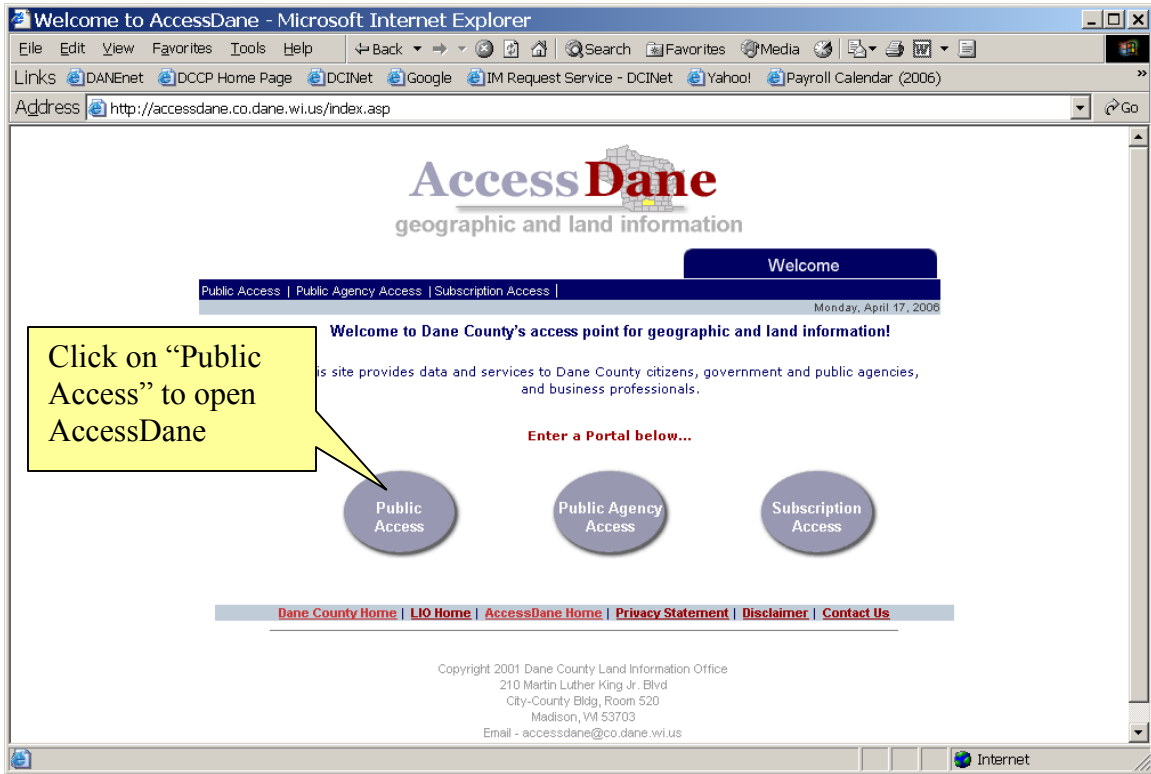 Welcome to AccessDane - Microsoft Internet Explorer
File Edit View Favorites Tools Help Back Search Favorites Media
Links DANEnet DCCP Home Page DCINet Google IM Request Service - DCINet Yahoo! Payroll Calendar (2006) »
Address http://accessdane.co.dane.wi.us/index.asp Go
AccessDane
geographic and land information
Welcome
Public Access | Public Agency Access | Subscription Access |
Monday, April 17, 2006
Welcome to Dane County's access point for geographic and land information!
Click on “Public
Access” to open
AccessDane
is site provides data and services to Dane County citizens, government and public agencies,
and business professionals.
Enter a Portal below...
Public
Access
Public Agency
Access
Subscription
Access
Dane County Home | LIO Home | AccessDane Home | Privacy Statement | Disclaimer | Contact Us
Copyright 2001 Dane County Land Information Office
210 Martin Luther King Jr. Blvd
City-County Bldg, Room 520
Madison, WI 53703
Email - accessdane@co.dane.wi.us
Internet